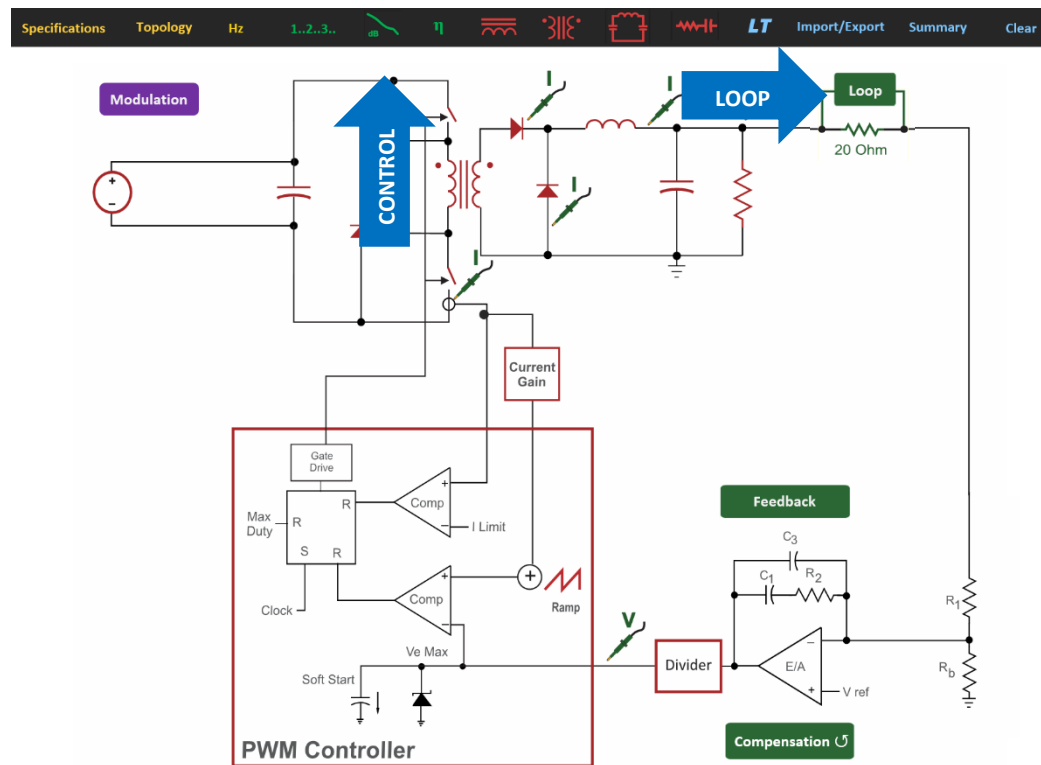 Specifications Topology Hz 1..2..3.. dB η LT Import/Export Summary Clear
Modulation
CONTROL
I
I
LOOP
Loop
20 Ohm
I
I
Current
Gain
Gate
Drive
Max
Duty
R
R
S R
Clock
+
Comp
−
I Limit
+
Comp
−
+
Ramp
Ve Max
Soft Start
V
Divider
PWM Controller
Feedback
C3
C1 R2
R1
−
E/A
+
V ref
Rb
Compensation ↺
+
−